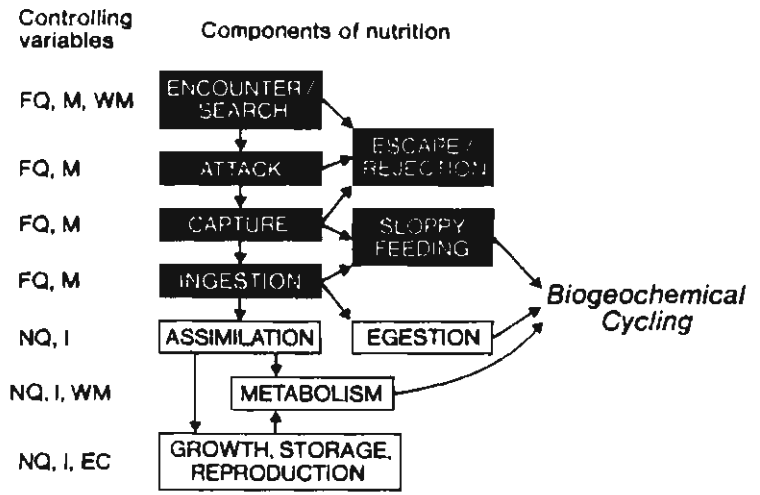 Controlling
variables
Components of nutrition
FQ, M, WM
ENCOUNTER/
SEARCH
ESCAPE/
REJECTION
FQ, M
ATTACK
FQ, M
CAPTURE
SLOPPY
FEEDING
FQ, M
INGESTION
Biogeochemical
Cycling
NQ, I
ASSIMILATION
EGESTION
NQ, I, WM
METABOLISM
NQ, I, EC
GROWTH, STORAGE,
REPRODUCTION